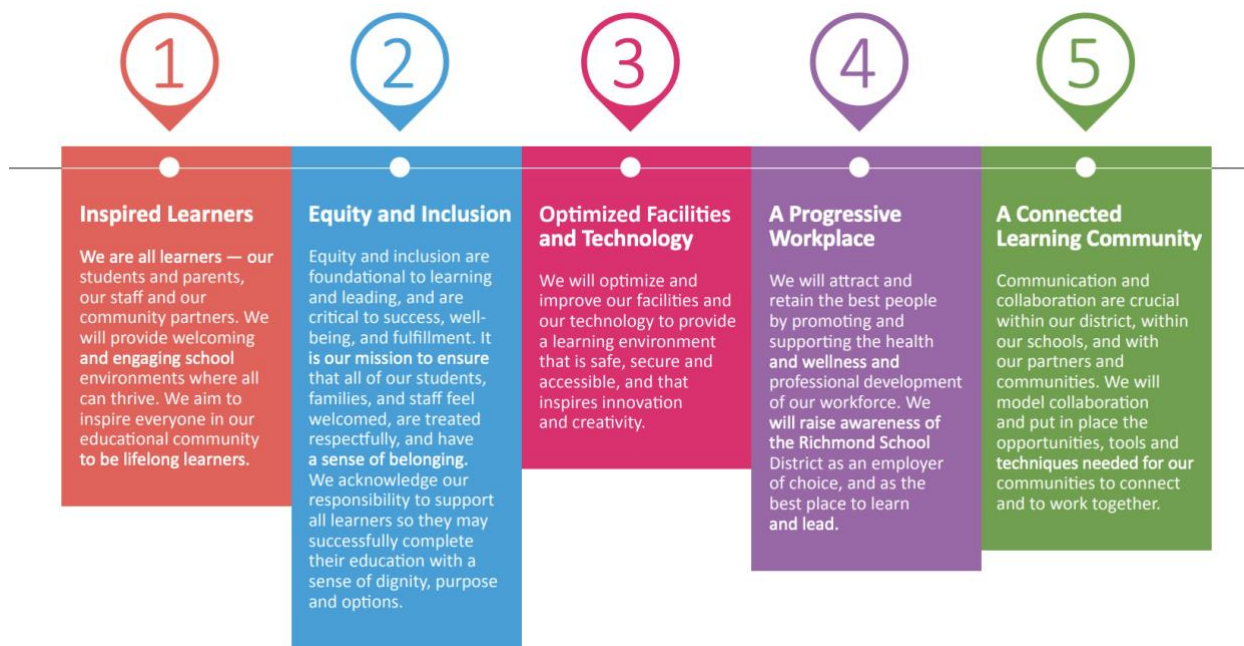 1
Inspired Learners
We are all learners — our
students and parents,
our staff and our
community partners. We
will provide welcoming
and engaging school
environments where all
can thrive. We aim to
inspire everyone in our
educational community
to be lifelong learners.
2
Equity and Inclusion
Equity and inclusion are
foundational to learning
and leading, and are
critical to success, well-
being, and fulfillment. It
is our mission to ensure
that all of our students,
families, and staff feel
welcomed, are treated
respectfully, and have
a sense of belonging.
We acknowledge our
responsibility to support
all learners so they may
successfully complete
their education with a
sense of dignity, purpose
and options.
3
Optimized Facilities
and Technology
We will optimize and
improve our facilities and
our technology to provide
a learning environment
that is safe, secure and
accessible, and that
inspires innovation
and creativity.
4
A Progressive
Workplace
We will attract and
retain the best people
by promoting and
supporting the health
and wellness and
professional development
of our workforce. We
will raise awareness of
the Richmond School
District as an employer
of choice, and as the
best place to learn
and lead.
5
A Connected
Learning Community
Communication and
collaboration are crucial
within our district, within
our schools, and with
our partners and
communities. We will
model collaboration
and put in place the
opportunities, tools and
techniques needed for our
communities to connect
and to work together.